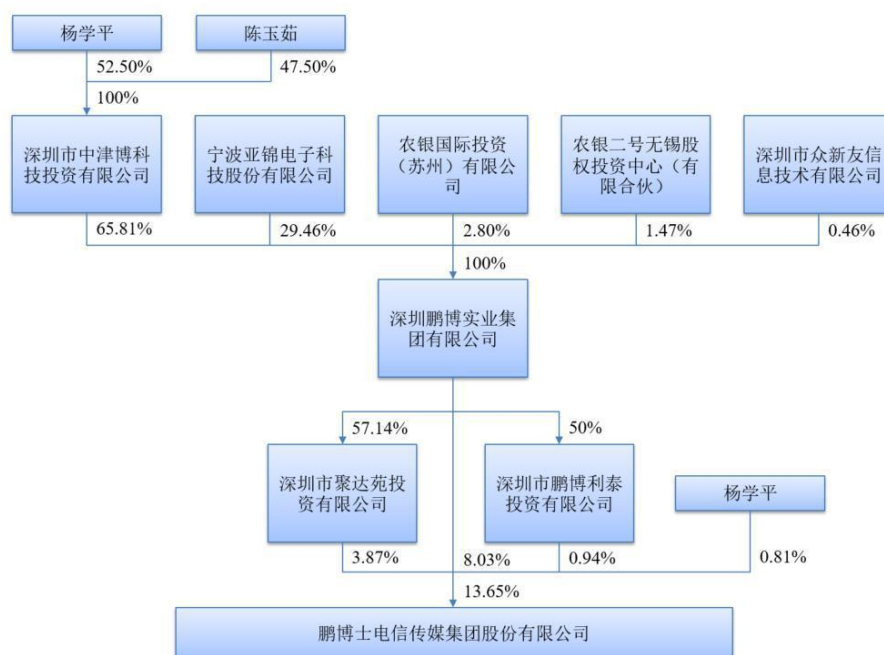 杨学平
陈玉茹
52.50%
47.50%
100%
深圳市中津博科
技投资有限公司
宁波亚锦电子科
技股份有限公司
农银国际投资
（苏州）有限公
司
农银二号无锡股
权投资中心（有
限合伙）
深圳市众新友信
息技术有限公司
65.81%
29.46%
2.80%
1.47%
0.46%
100%
深圳鹏博实业集
团有限公司
57.14%
50%
深圳市聚达苑投
资有限公司
深圳市鹏博利泰
投资有限公司
杨学平
3.87%
8.03%
0.94%
0.81%
13.65%
鹏博士电信传媒集团股份有限公司